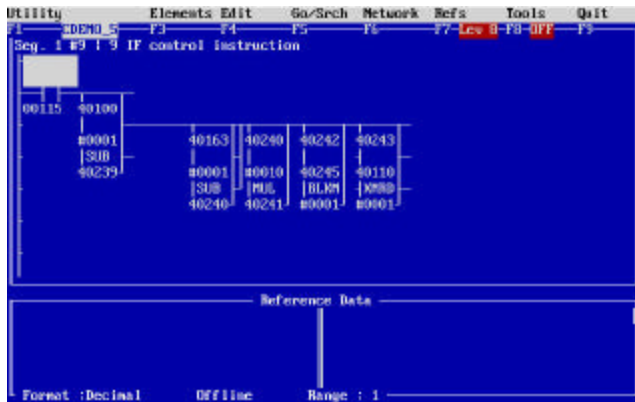 Utility Elements Edit Go/Srch Network Refs Tools Quit
F1 CDEMO_5 F3 F4 F5 F6 F7-Lev 8-F8-OFF F9
Seg. 1 #9 | 9 IF control instruction
00115 40100
#0001 40163 40240 40242 40243
SUB
40239 #0001 #0010 40245 40110
SUB MUL BLKM XMRD
40240 40241 #0001 #0001
Reference Data
Format :Decimal Offline Range : 1